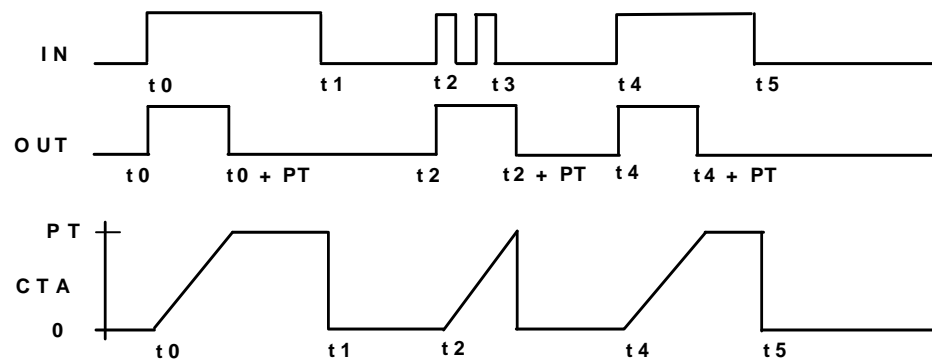 IN
t0 t1 t2 t3 t4 t5
OUT
t0 t0 + PT t2 t2 + PT t4 t4 + PT
PT
CTA
0
t0 t1 t2 t4 t5